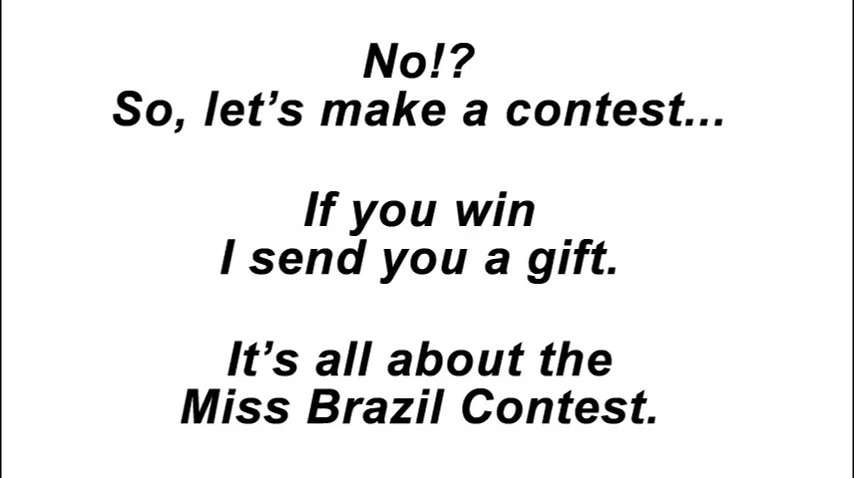 No!?
So, let’s make a contest...
If you win
I send you a gift.
It’s all about the
Miss Brazil Contest.